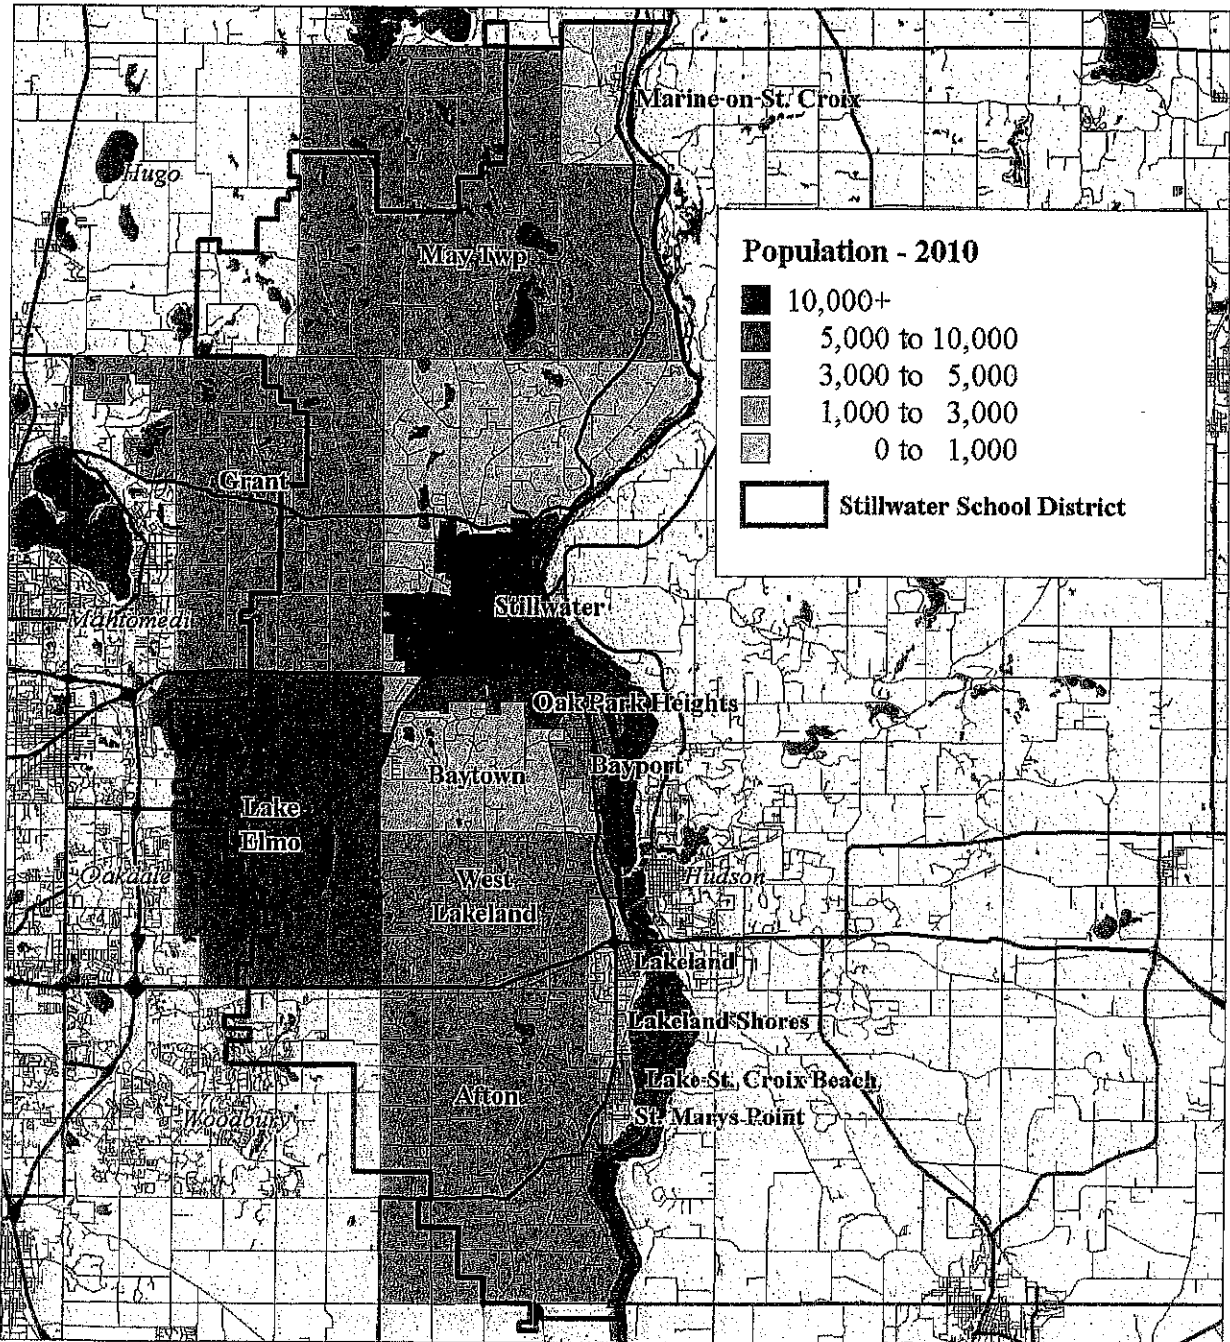 Marine-on-St. Croix
Hugo
May Twp
Population - 2010
10,000+
5,000 to 10,000
3,000 to 5,000
1,000 to 3,000
0 to 1,000
Stillwater School District
Grant
Stillwater
Mahtomedi
Oak Park Heights
Bayport
Baytown
Lake
Elmo
Oakdale
West
Lakeland
Hudson
Lakeland
Lakeland Shores
Lake St. Croix Beach
Afton
St. Marys Point
Woodbury